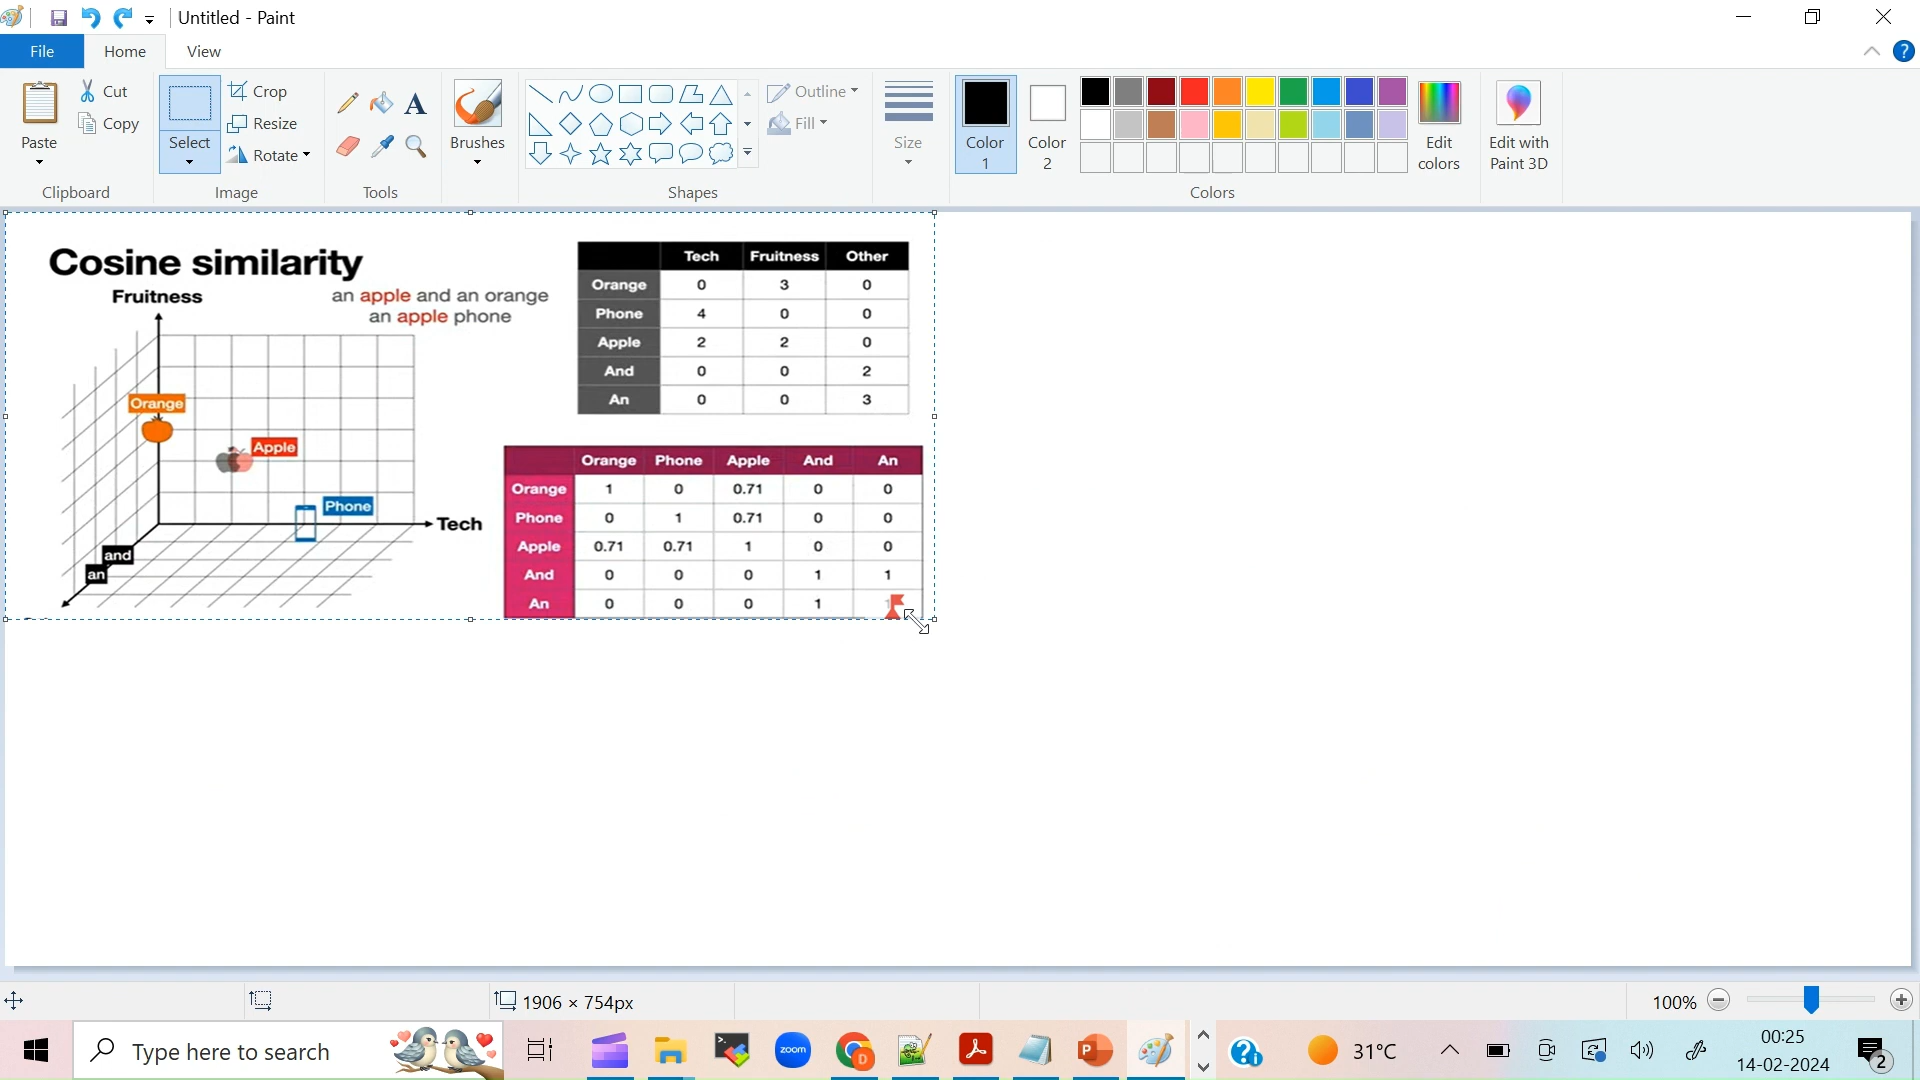 Untitled - Paint
File Home View
Paste
Cut
Copy
Clipboard
Select
Crop
Resize
Rotate
Image
A
Tools
Brushes
Shapes
Outline
Fill
Size
Color 1
Color 2
Colors
Edit colors
Edit with Paint 3D
Cosine similarity
Fruitness
an apple and an orange
an apple phone
Orange
Apple
Phone
Tech
and
an
Tech Fruitness Other
Orange 0 3 0
Phone 4 0 0
Apple 2 2 0
And 0 0 2
An 0 0 3
Orange Phone Apple And An
Orange 1 0 0.71 0 0
Phone 0 1 0.71 0 0
Apple 0.71 0.71 1 0 0
And 0 0 0 1 1
An 0 0 0 1
1906 × 754px
100%
Type here to search
zoom
D
P
31°C
00:25
14-02-2024
2